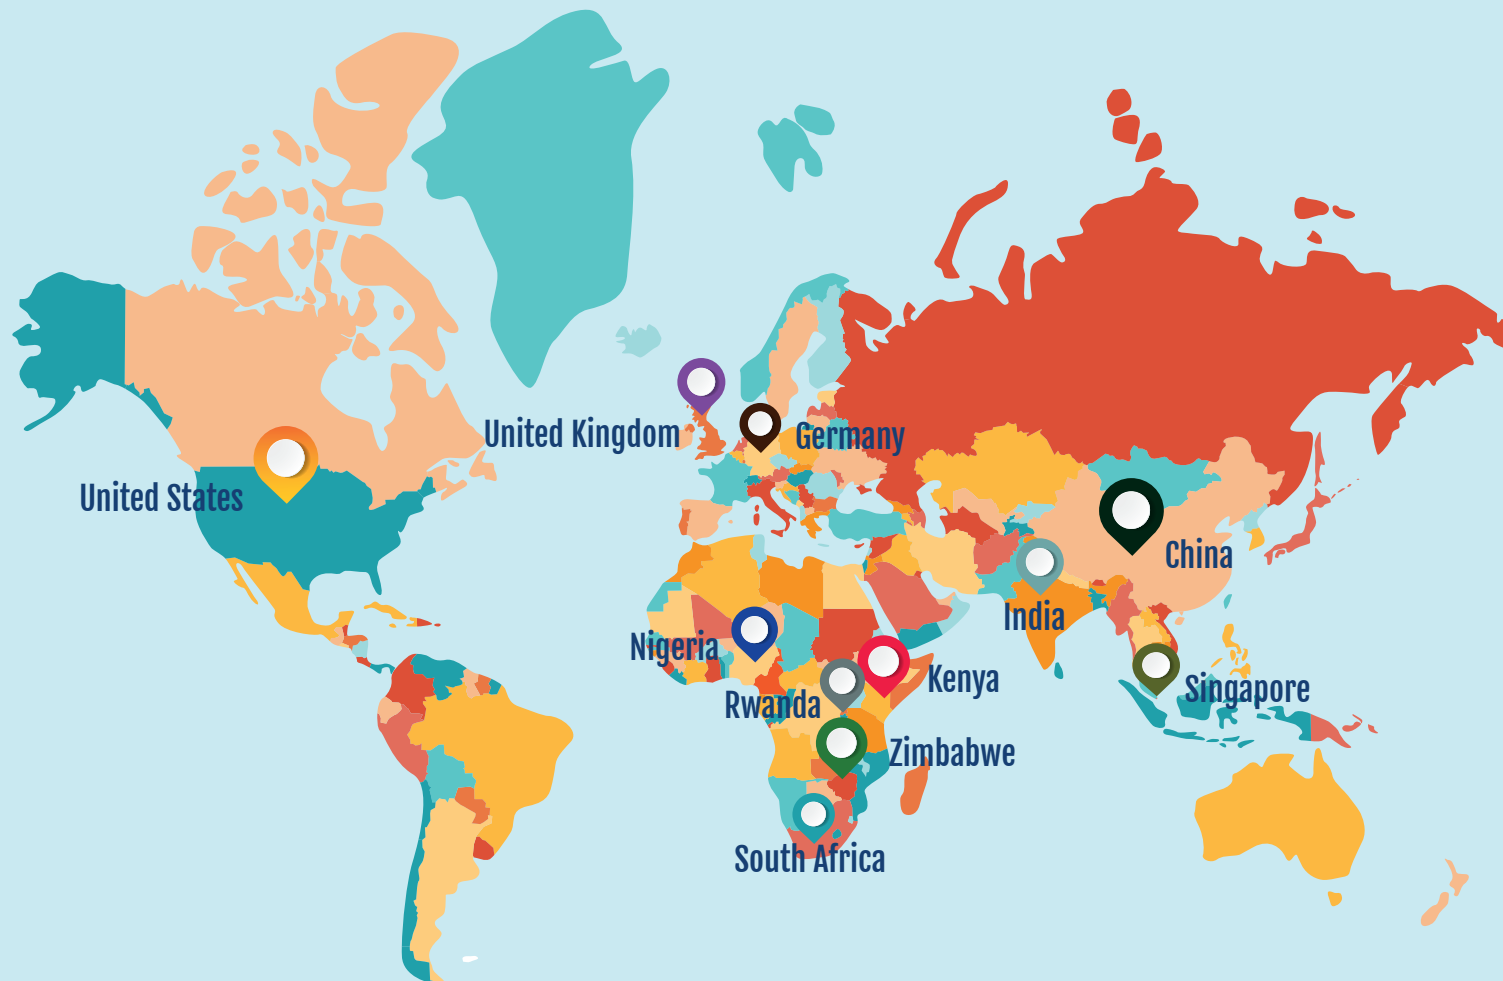 United Kingdom
Germany
United States
China
India
Nigeria
Kenya
Singapore
Rwanda
Zimbabwe
South Africa